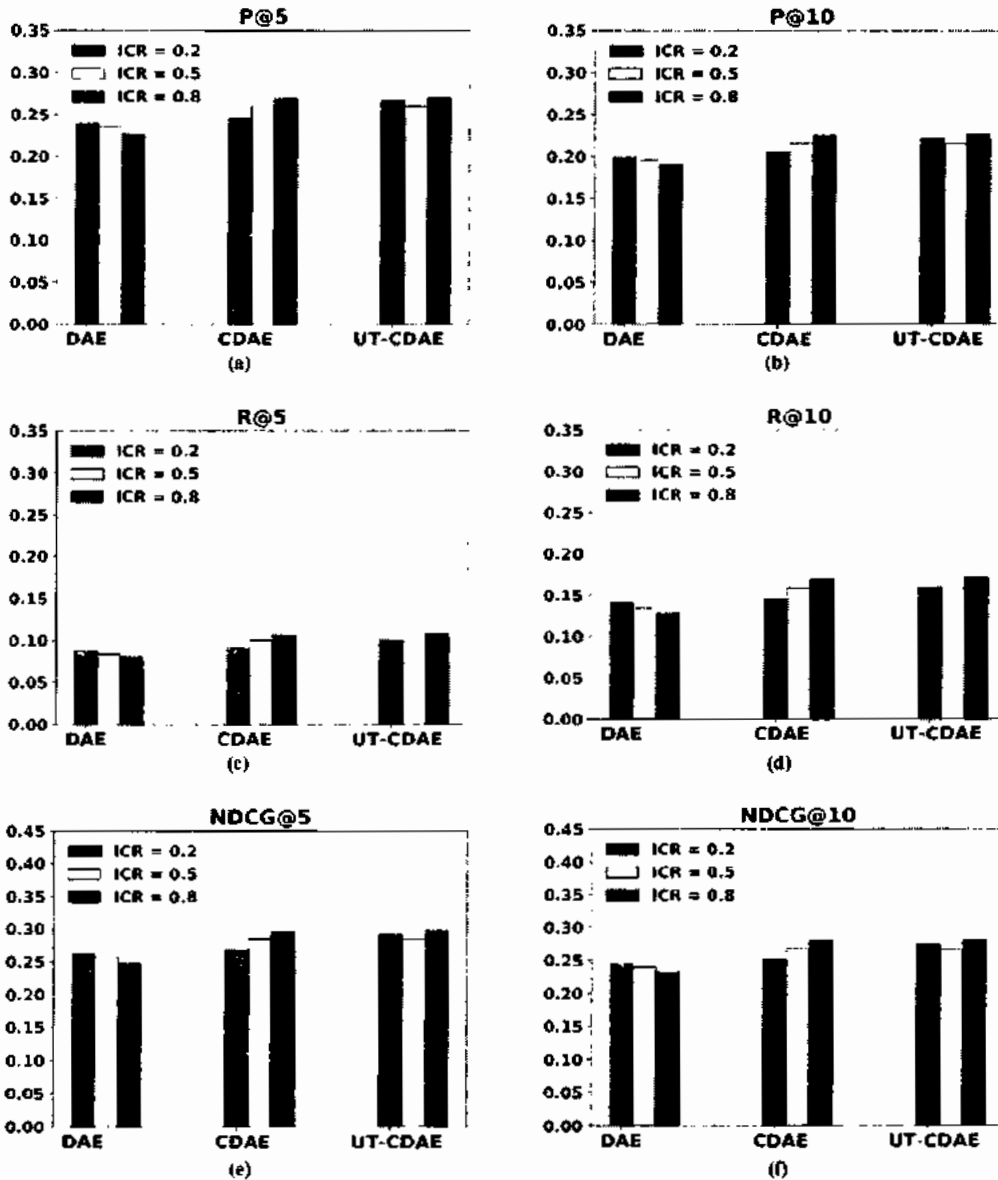 P@5
0.35
0.30
0.25
0.20
0.15
0.10
0.05
0.00
ICR = 0.2
ICR = 0.5
ICR = 0.8
DAE CDAE UT-CDAE
(a)
P@10
0.35
0.30
0.25
0.20
0.15
0.10
0.05
0.00
ICR = 0.2
ICR = 0.5
ICR = 0.8
DAE CDAE UT-CDAE
(b)
R@5
0.35
0.30
0.25
0.20
0.15
0.10
0.05
0.00
ICR = 0.2
ICR = 0.5
ICR = 0.8
DAE CDAE UT-CDAE
(c)
R@10
0.35
0.30
0.25
0.20
0.15
0.10
0.05
0.00
ICR = 0.2
ICR = 0.5
ICR = 0.8
DAE CDAE UT-CDAE
(d)
NDCG@5
0.45
0.40
0.35
0.30
0.25
0.20
0.15
0.10
0.05
0.00
ICR = 0.2
ICR = 0.5
ICR = 0.8
DAE CDAE UT-CDAE
(e)
NDCG@10
0.45
0.40
0.35
0.30
0.25
0.20
0.15
0.10
0.05
0.00
ICR = 0.2
ICR = 0.5
ICR = 0.8
DAE CDAE UT-CDAE
(f)